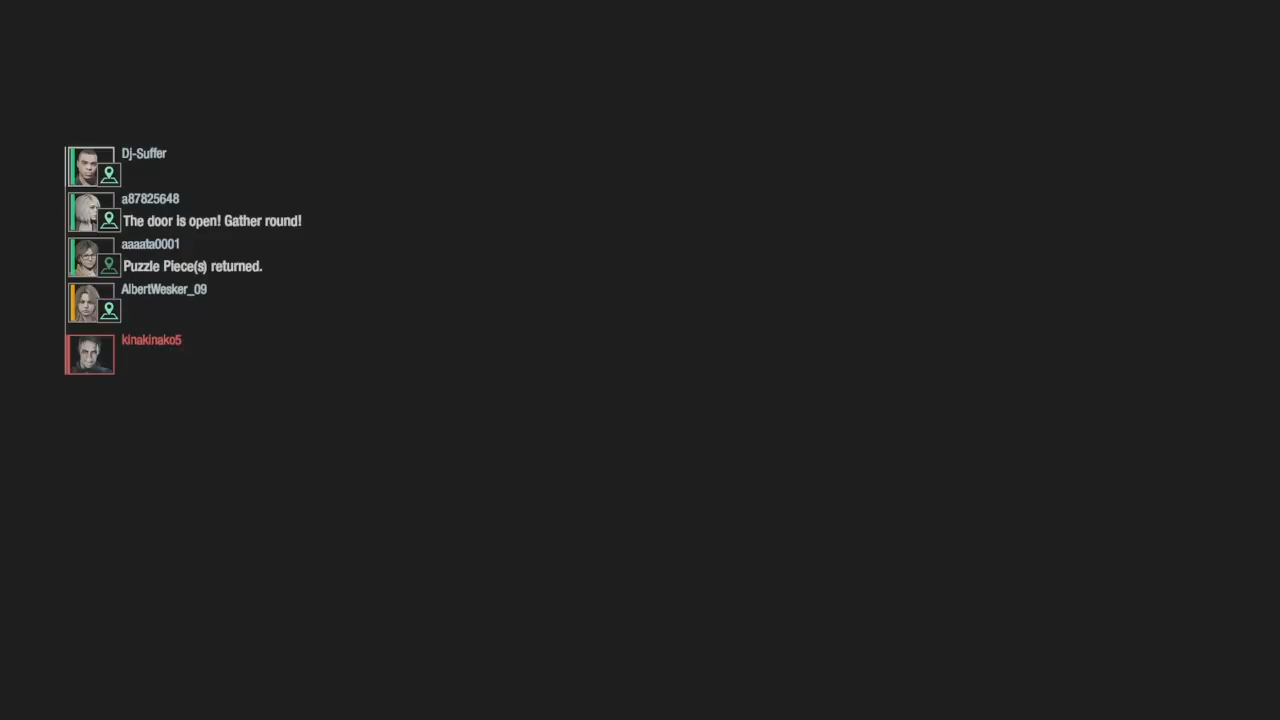 Dj-Suffer
a87825648
The door is open! Gather round!
aaaata0001
Puzzle Piece(s) returned.
AlbertWesker_09
kinakinako5